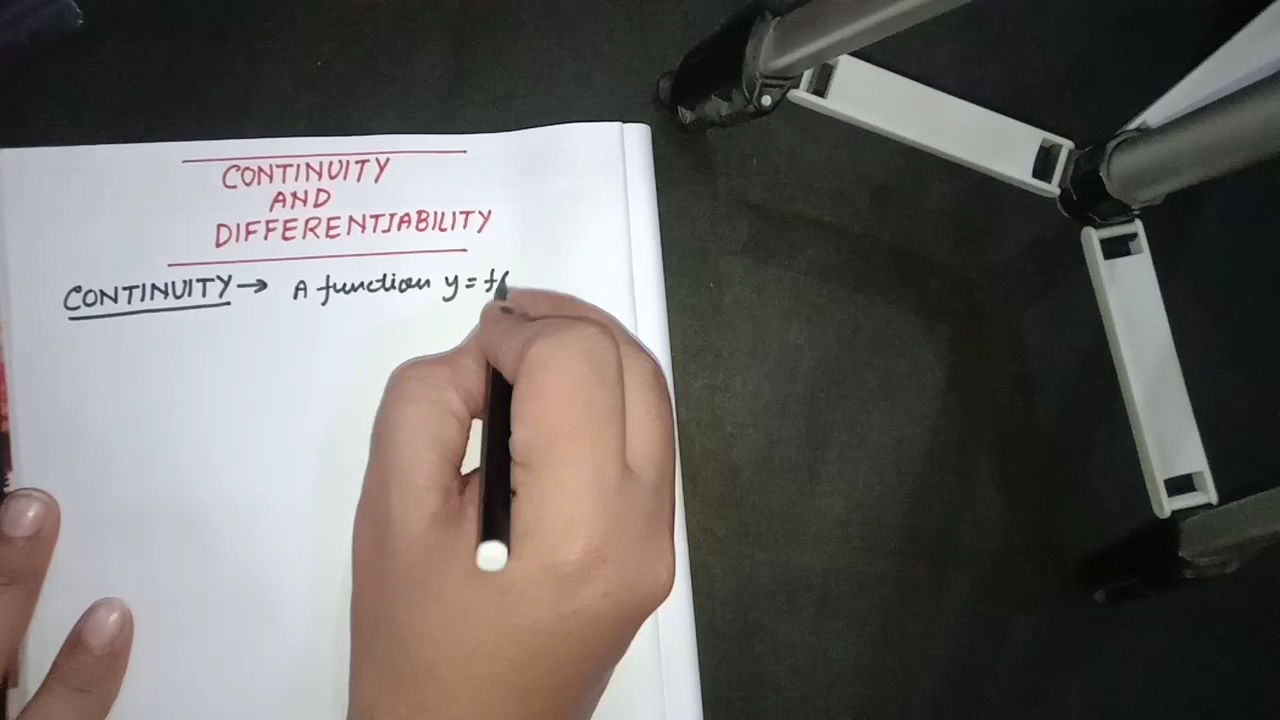 CONTINUITY
AND
DIFFERENTIABILITY
CONTINUITY → A function y = f(